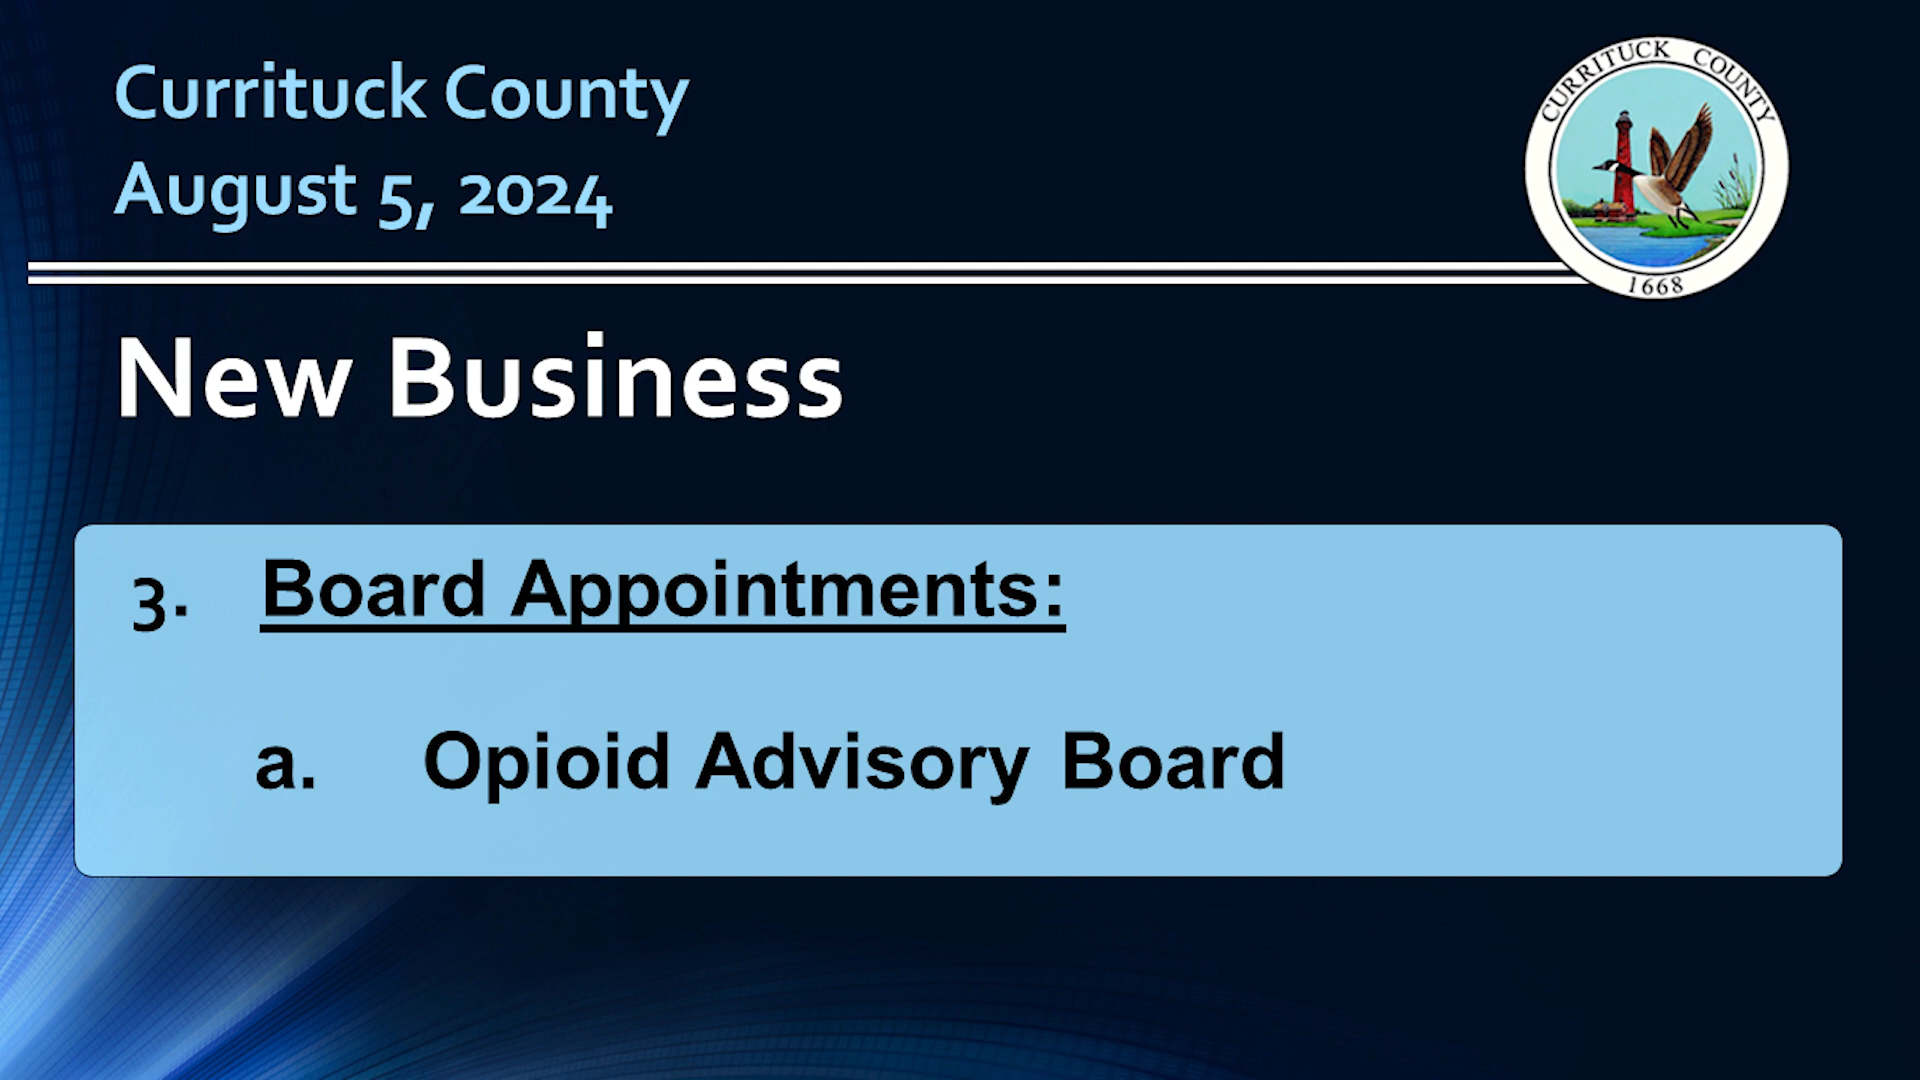 Currituck County
August 5, 2024
CURRITUCK COUNTY
1668
New Business
3. Board Appointments:
a. Opioid Advisory Board